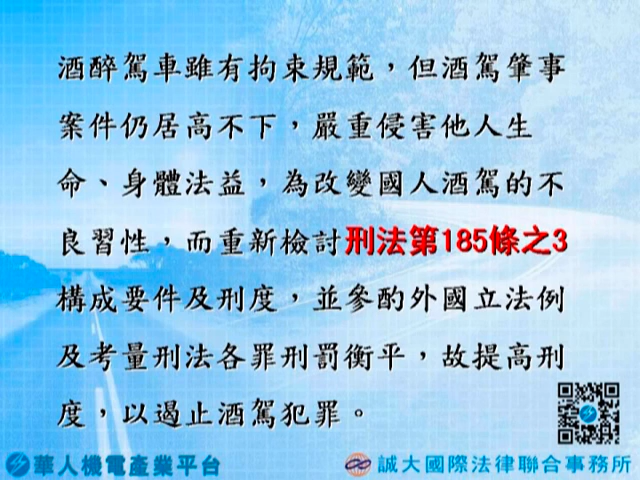 酒醉駕車雖有拘束規範，但酒駕肇事
案件仍居高不下，嚴重侵害他人生
命、身體法益，為改變國人酒駕的不
良習性，而重新檢討刑法第185條之3
構成要件及刑度，並參酌外國立法例
及考量刑法各罪刑罰衡平，故提高刑
度，以遏止酒駕犯罪。
華人機電產業平台
誠大國際法律聯合事務所